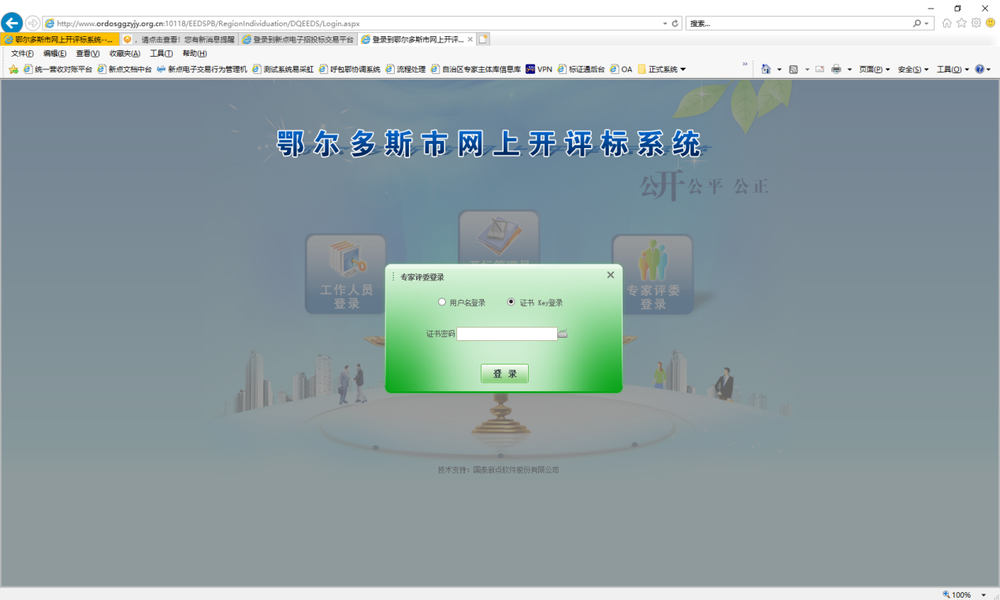 http://www.ordosggzyjy.org.cn:10118/EEDSPB/RegionIndividuation/DQEEDS/Login.aspx
搜索...
鄂尔多斯市网上开评标系统--...
，请点击查看！您有新消息提醒
登录到新点电子招投标交易平台
登录到鄂尔多斯市网上开评...
文件(F) 编辑(E) 查看(V) 收藏夹(A) 工具(T) 帮助(H)
统一营收对账平台 新点文档中台 新点电子交易行为管理机 测试系统易采虹 呼包鄂协调系统 流程处理 自治区专家主体库信息库 VPN 标证通后台 OA 正式系统
页面(P) 安全(S) 工具(O)
鄂尔多斯市网上开评标系统
公开 公平 公正
工作人员
登录
专家评委
登录
专家评委登录
用户名登录 证书 Key登录
证书密码
登 录
技术支持：国泰新点软件股份有限公司
100%